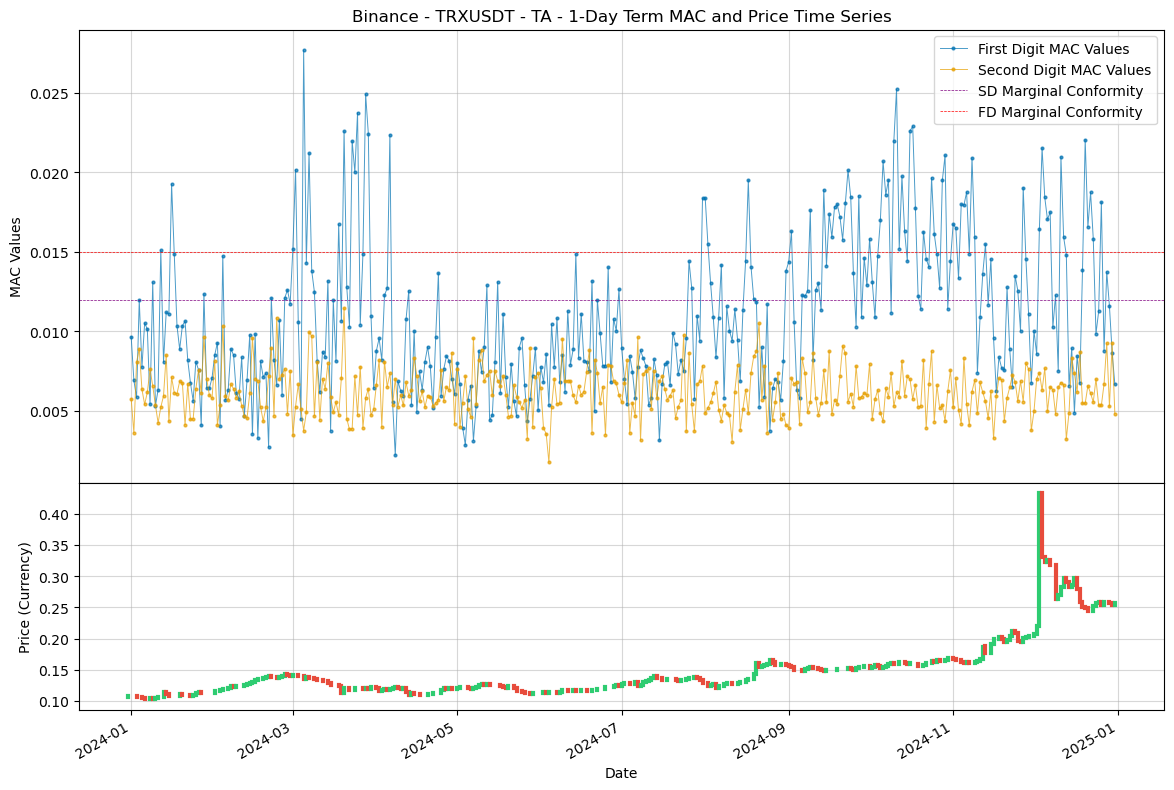 Binance - TRXUSDT - TA - 1-Day Term MAC and Price Time Series
First Digit MAC Values
Second Digit MAC Values
SD Marginal Conformity
FD Marginal Conformity
MAC Values
0.025
0.020
0.015
0.010
0.005
Price (Currency)
0.40
0.35
0.30
0.25
0.20
0.15
0.10
2024-01
2024-03
2024-05
2024-07
2024-09
2024-11
2025-01
Date